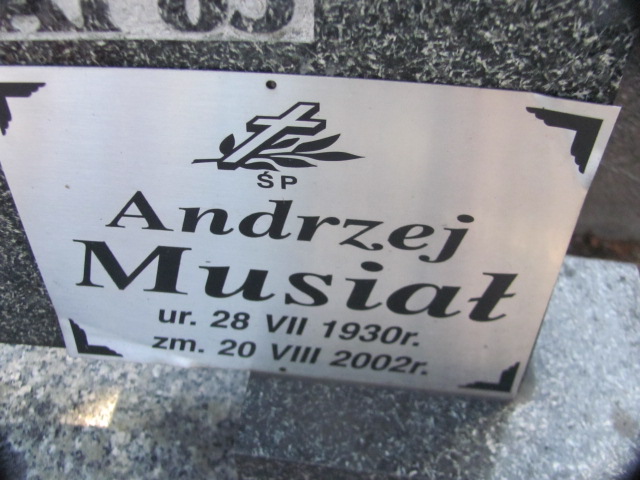 ŚP
Andrzej
Musiał
ur. 28 VII 1930r.
zm. 20 VIII 2002r.